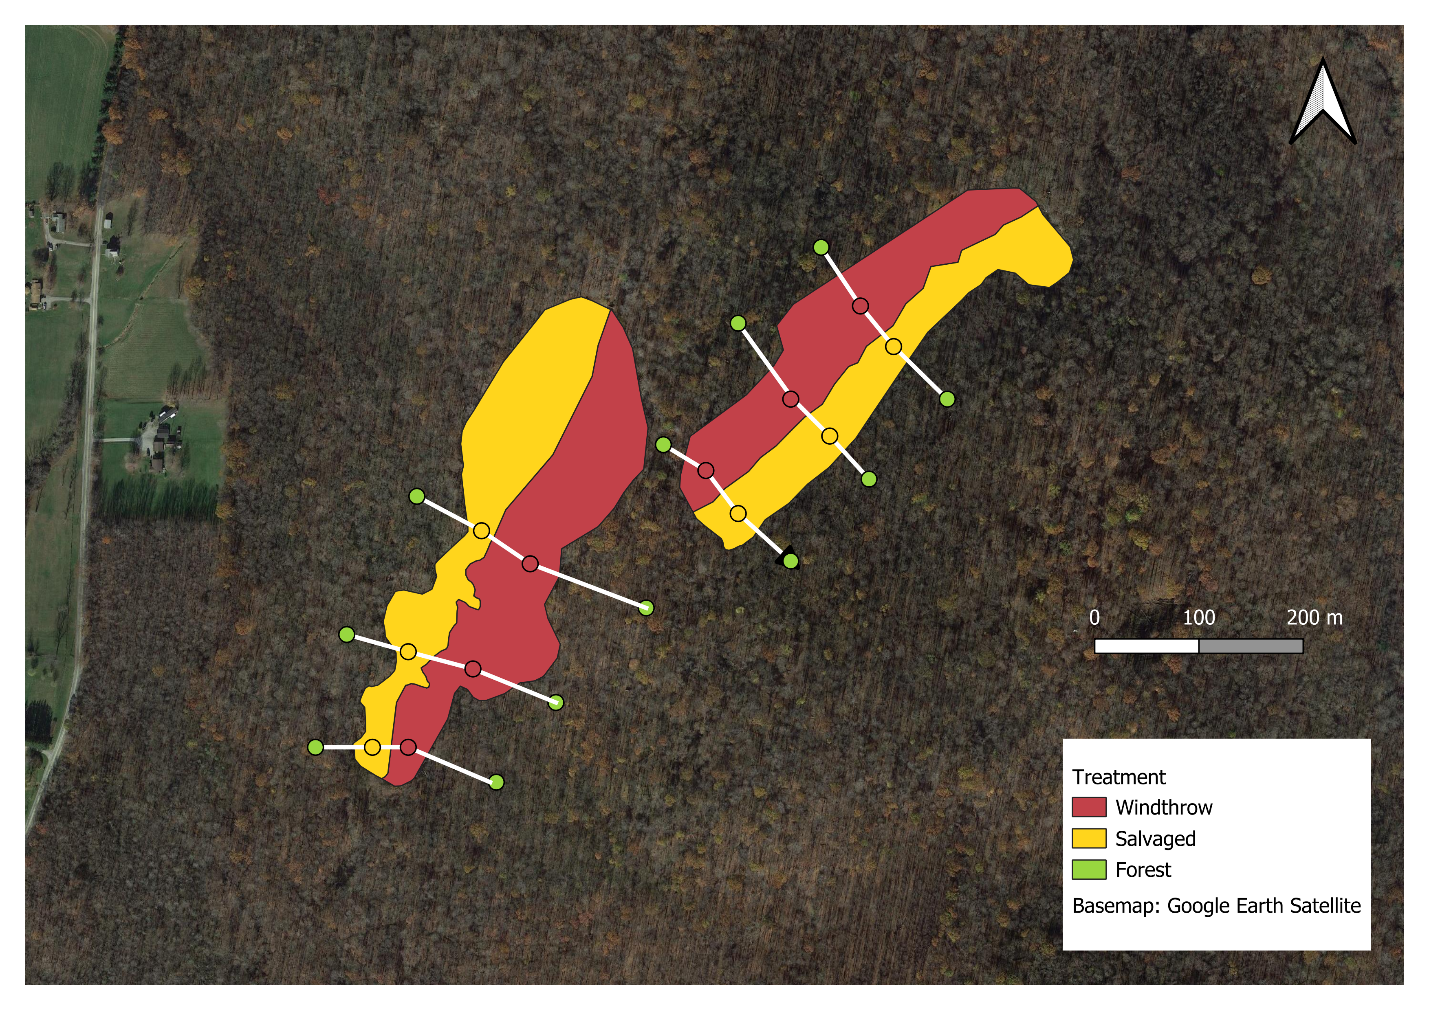 0 100 200 m
Treatment
Windthrow
Salvaged
Forest
Basemap: Google Earth Satellite